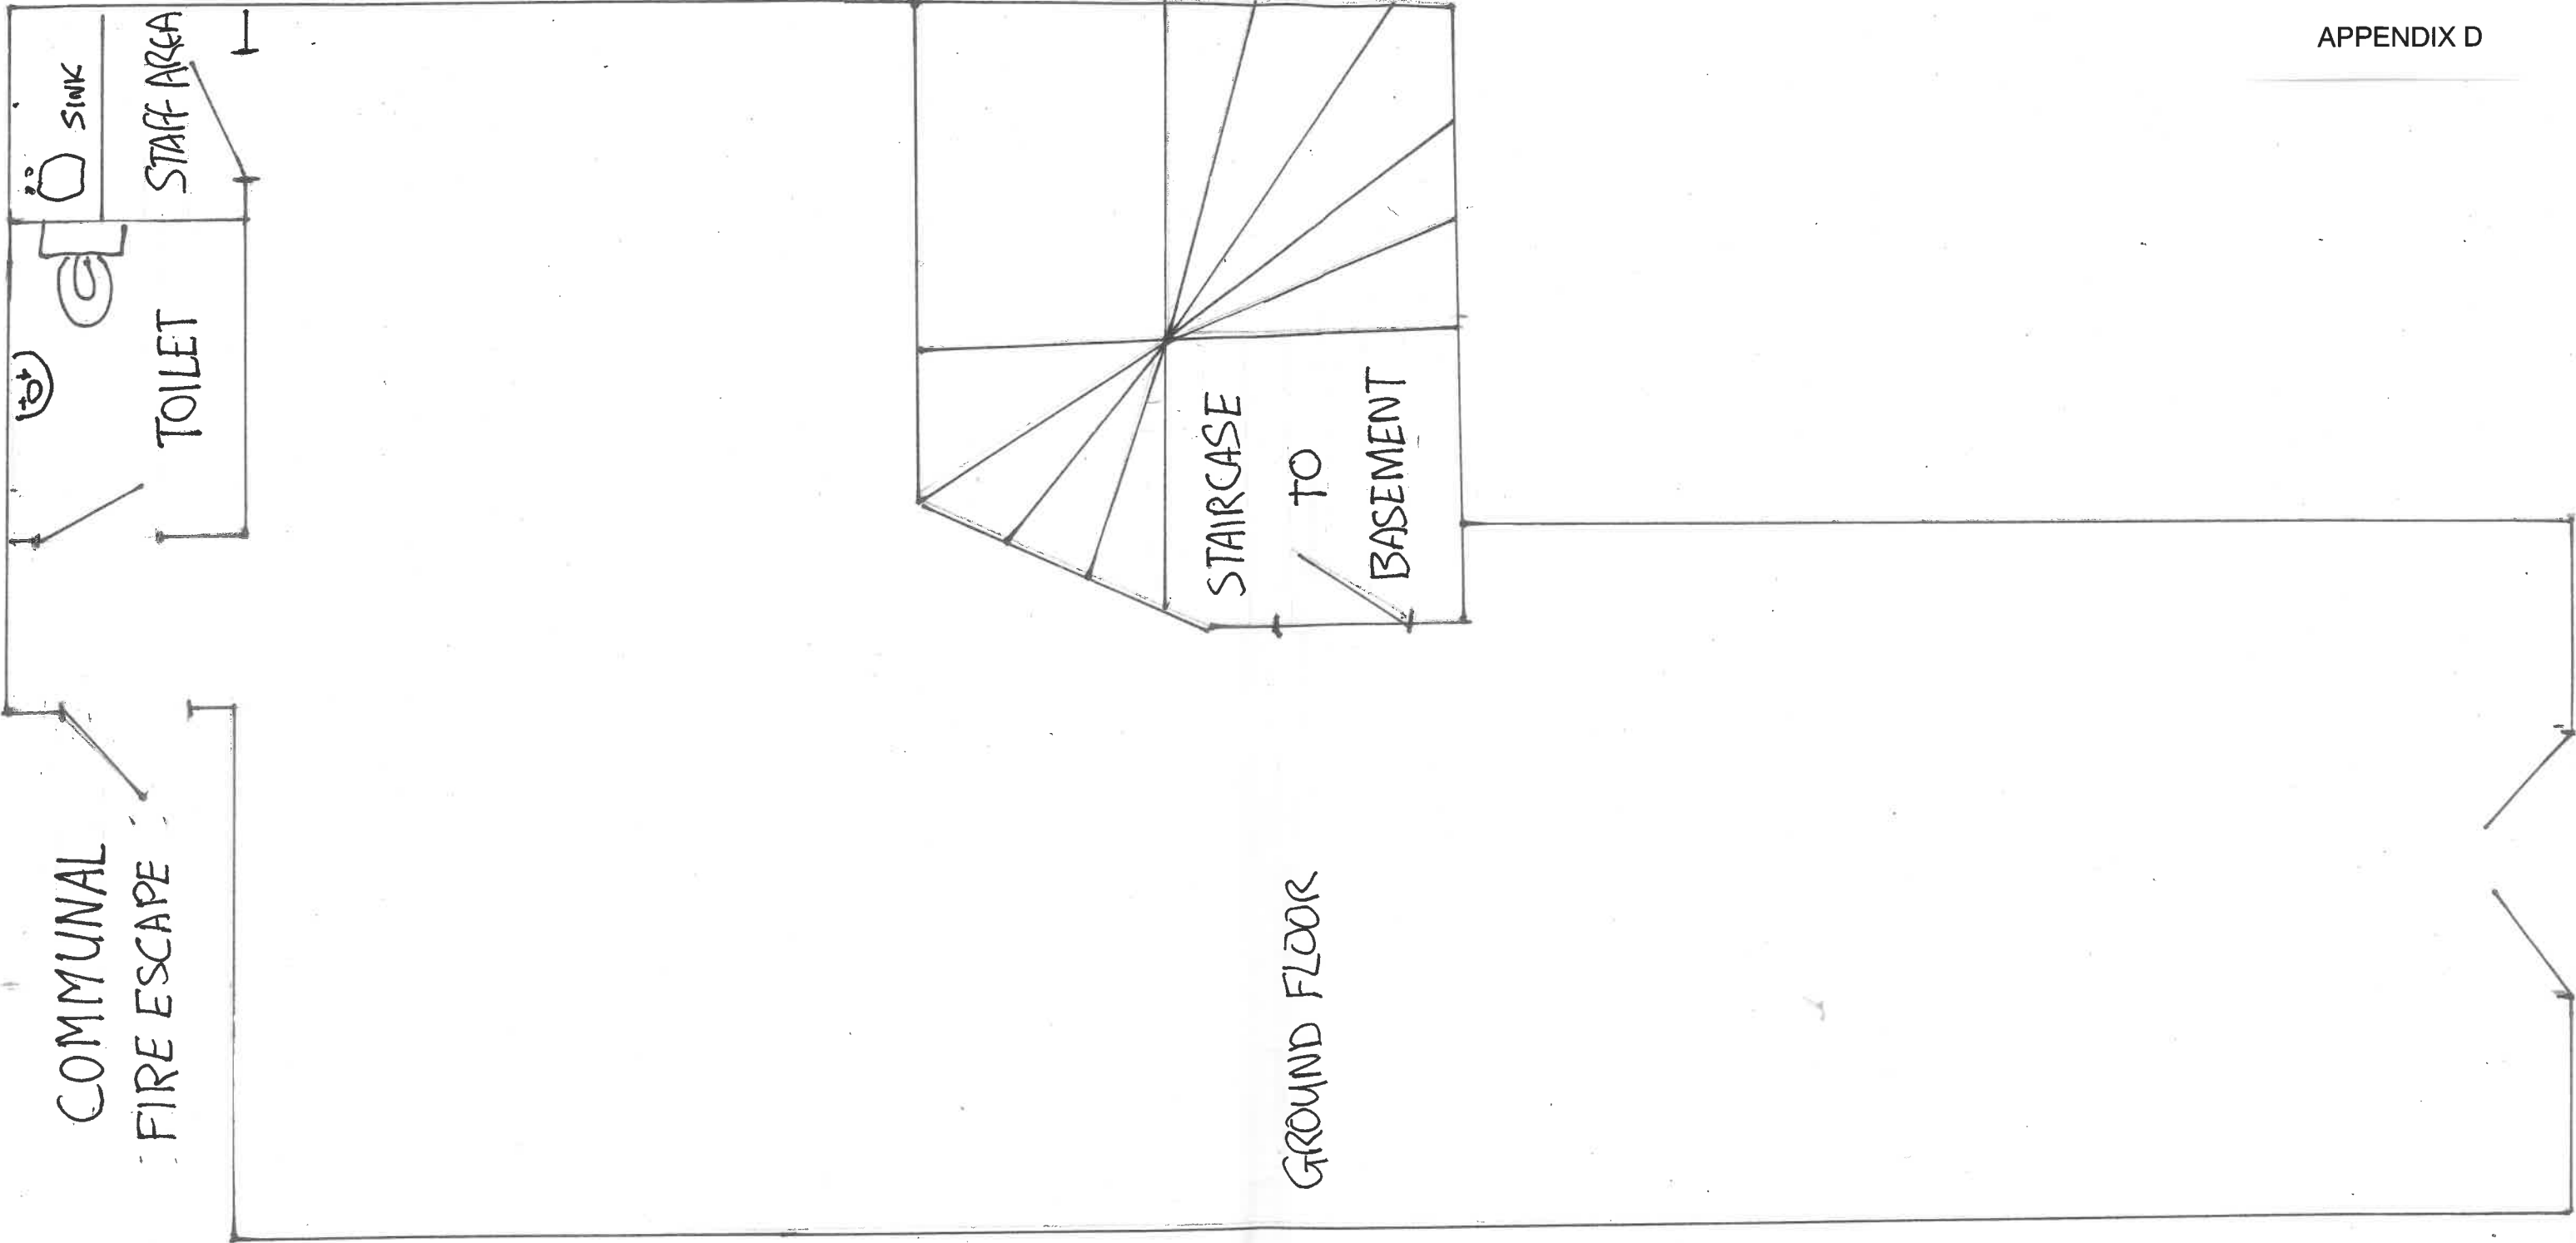 APPENDIX D
SINK
STAFF AREA
TOILET
STAIRCASE
TO
BASEMENT
COMMUNAL
FIRE ESCAPE
GROUND FLOOR